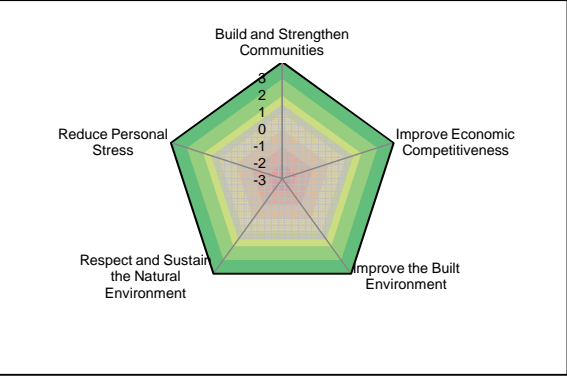 Build and Strengthen
Communities
3
2
1
0
-1
-2
-3
Reduce Personal
Stress
Improve Economic
Competitiveness
Respect and Sustain
the Natural
Environment
Improve the Built
Environment